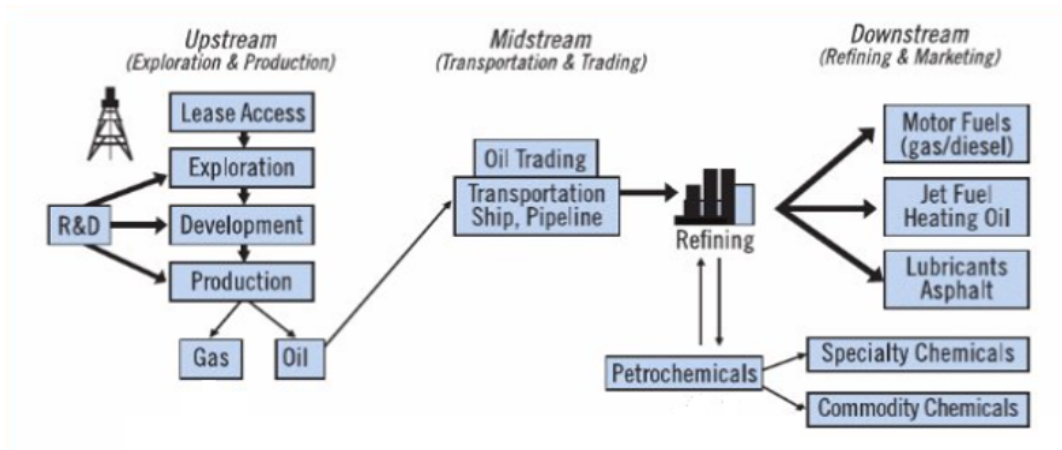 Upstream
(Exploration & Production)
Midstream
(Transportation & Trading)
Downstream
(Refining & Marketing)
Lease Access
Exploration
R&D
Development
Production
Gas
Oil
Oil Trading
Transportation
Ship, Pipeline
Refining
Petrochemicals
Motor Fuels
(gas/diesel)
Jet Fuel
Heating Oil
Lubricants
Asphalt
Specialty Chemicals
Commodity Chemicals